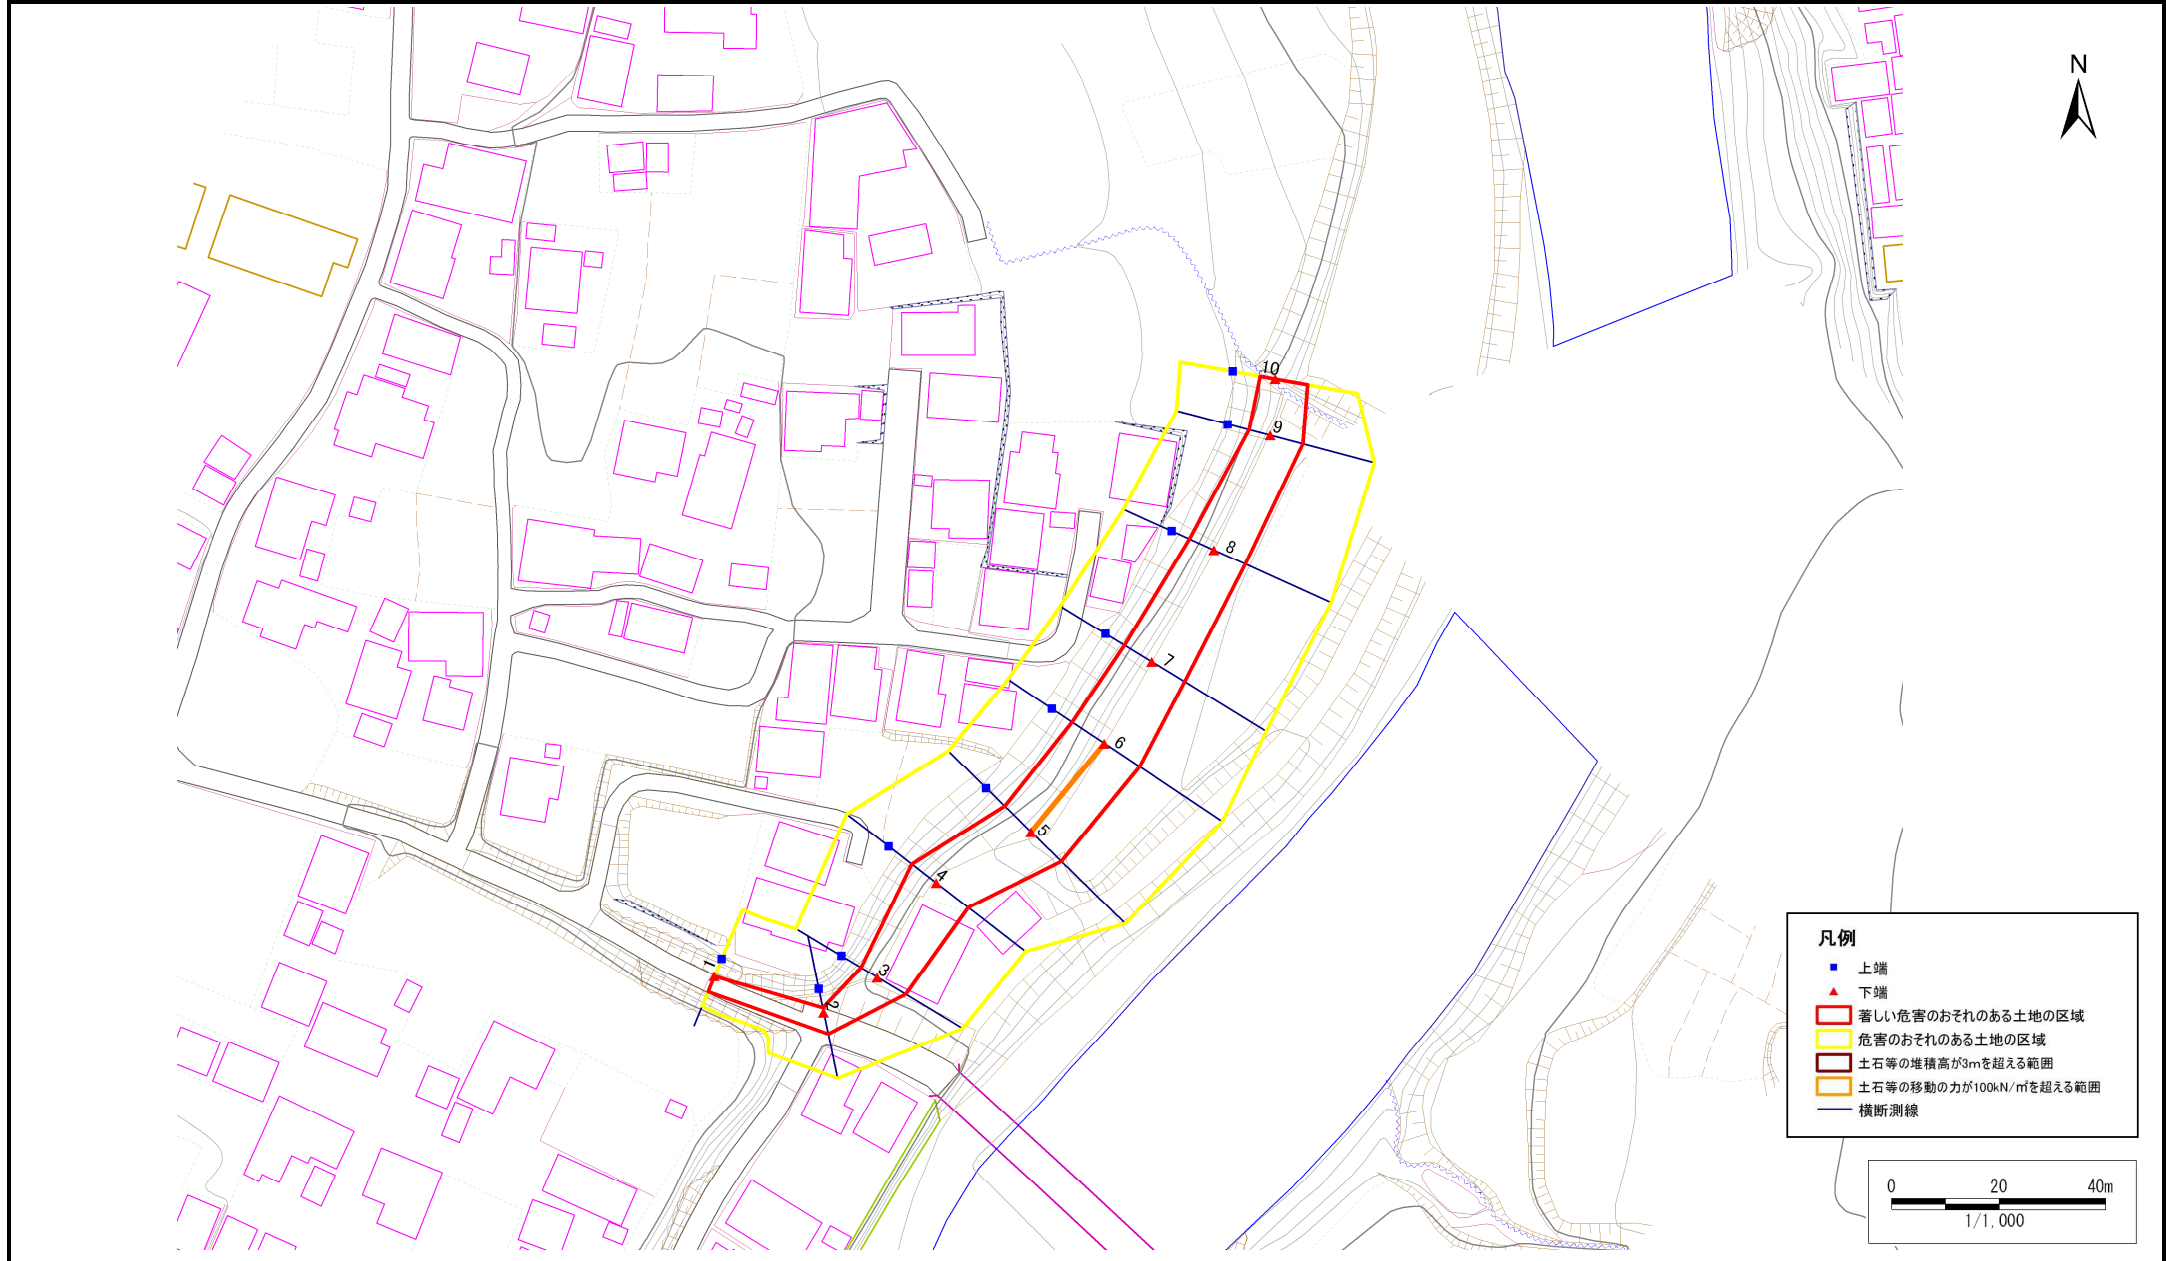 N
10
9
8
7
6
5
4
3
2
1
凡例
上端
下端
著しい危害のおそれのある土地の区域
危害のおそれのある土地の区域
土石等の堆積高が3mを超える範囲
土石等の移動の力が100kN/㎡を超える範囲
横断測線
0 20 40m
1/1,000